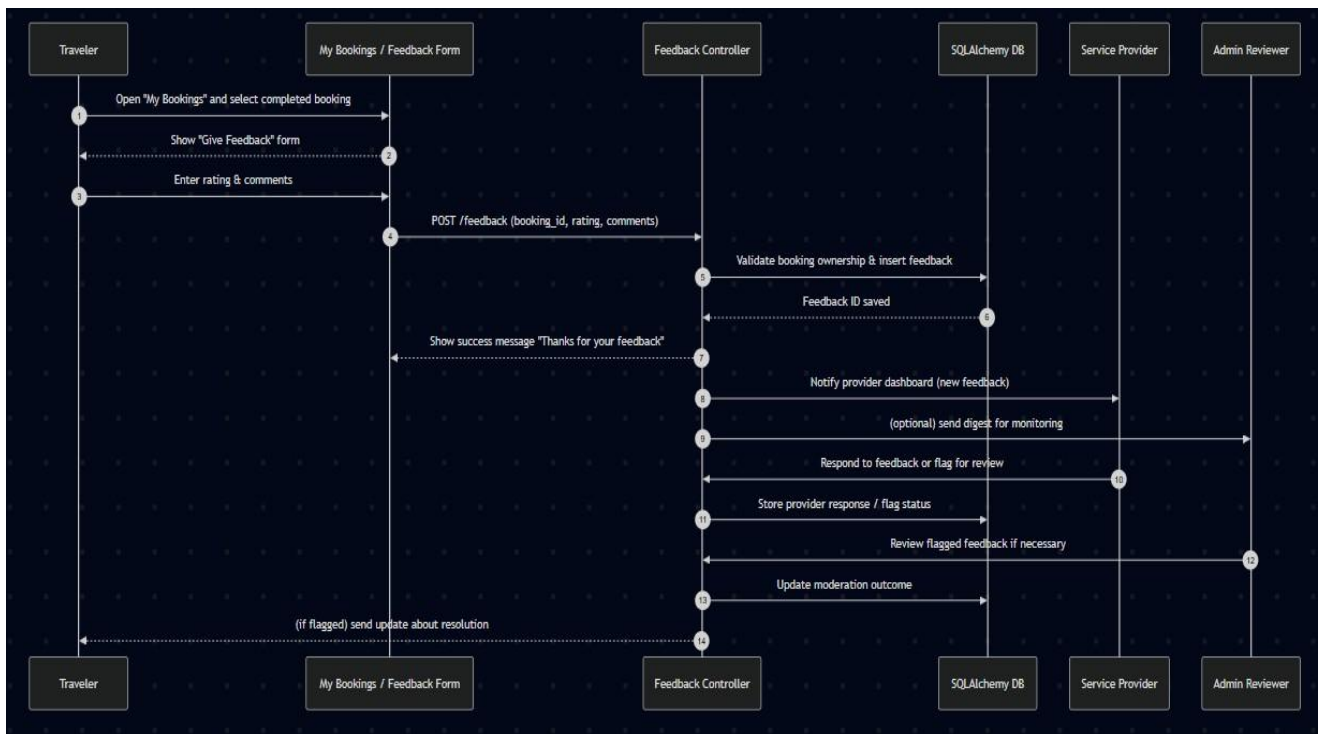 Traveler
My Bookings / Feedback Form
Feedback Controller
SQLAlchemy DB
Service Provider
Admin Reviewer
Open "My Bookings" and select completed booking
1
Show "Give Feedback" form
2
Enter rating & comments
3
POST /feedback (booking_id, rating, comments)
4
Validate booking ownership & insert feedback
5
Feedback ID saved
6
Show success message "Thanks for your feedback"
7
Notify provider dashboard (new feedback)
8
(optional) send digest for monitoring
9
Respond to feedback or flag for review
10
Store provider response / flag status
11
Review flagged feedback if necessary
12
Update moderation outcome
13
(if flagged) send update about resolution
14
Traveler
My Bookings / Feedback Form
Feedback Controller
SQLAlchemy DB
Service Provider
Admin Reviewer